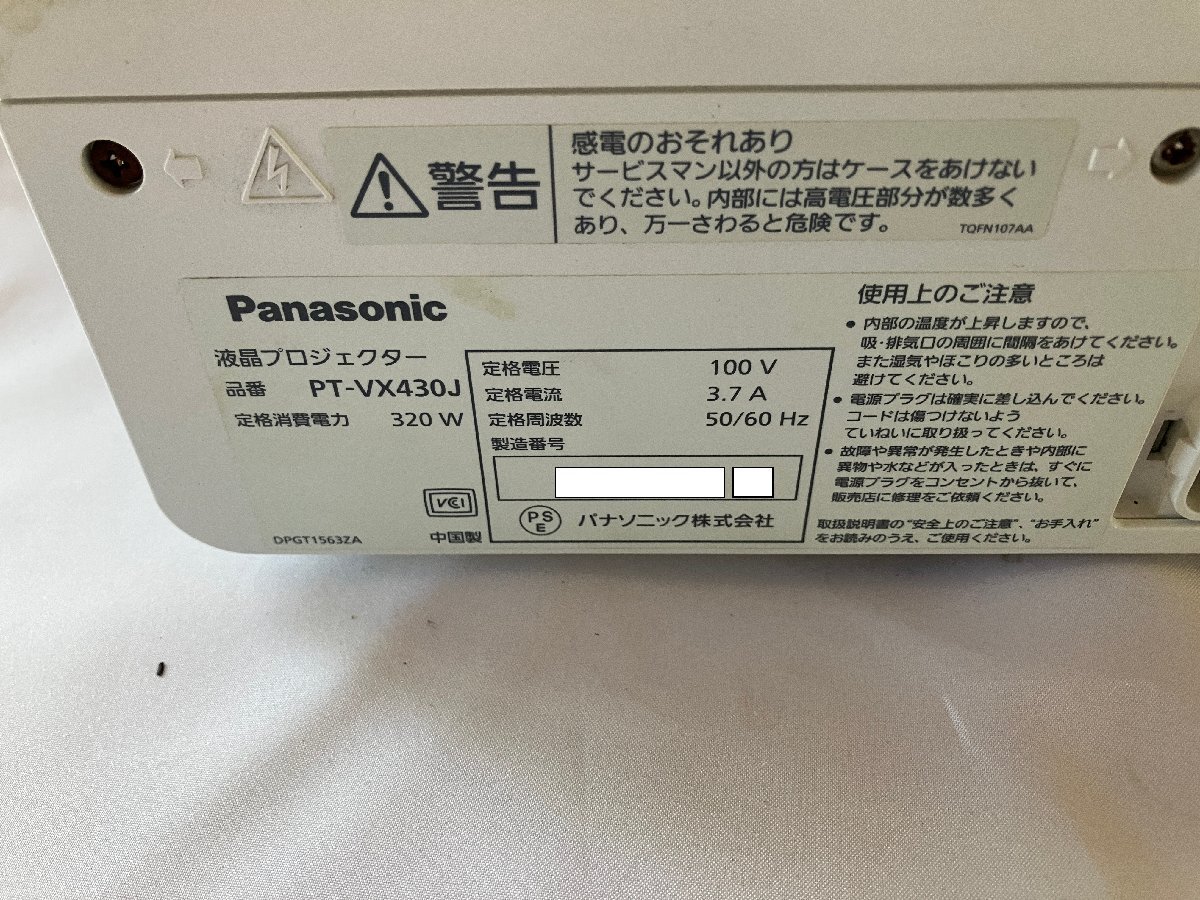 警告
感電のおそれあり
サービスマン以外の方はケースをあけない
でください。内部には高電圧部分が数多く
あり、万一さわると危険です。
TQFN107AA
Panasonic
液晶プロジェクター
品番 PT-VX430J
定格消費電力 320 W
定格電圧 100 V
定格電流 3.7 A
定格周波数 50/60 Hz
製造番号
VCI
PSE
パナソニック株式会社
DPGT1563ZA
中国製
使用上のご注意
• 内部の温度が上昇しますので、
吸・排気口の周囲に間隔をあけてください。
また湿気やほこりの多いところは
避けてください。
• 電源プラグは確実に差し込んでください。
コードは傷つけないよう
ていねいに取り扱ってください。
• 故障や異常が発生したときや内部に
異物や水などが入ったときは、すぐに
電源プラグをコンセントから抜いて、
販売店に修理をご依頼ください。
取扱説明書の“安全上のご注意”、“お手入れ”
をお読みのうえ、ご使用ください。